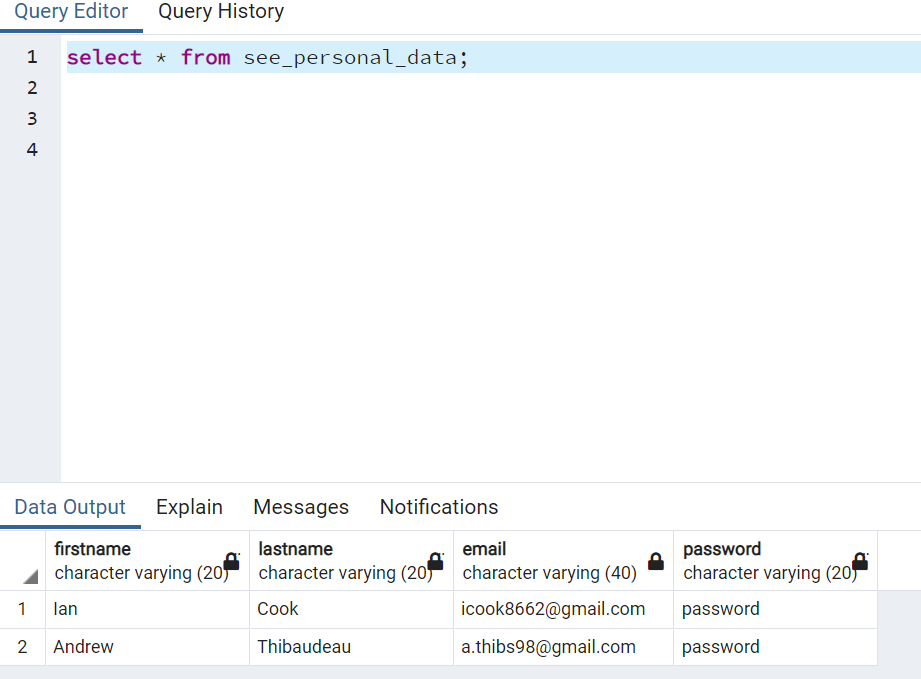 Query Editor Query History
1 select * from see_personal_data;
2
3
4
Data Output Explain Messages Notifications
firstname lastname email password
character varying (20) character varying (20) character varying (40) character varying (20)
1 Ian Cook icook8662@gmail.com password
2 Andrew Thibaudeau a.thibs98@gmail.com password